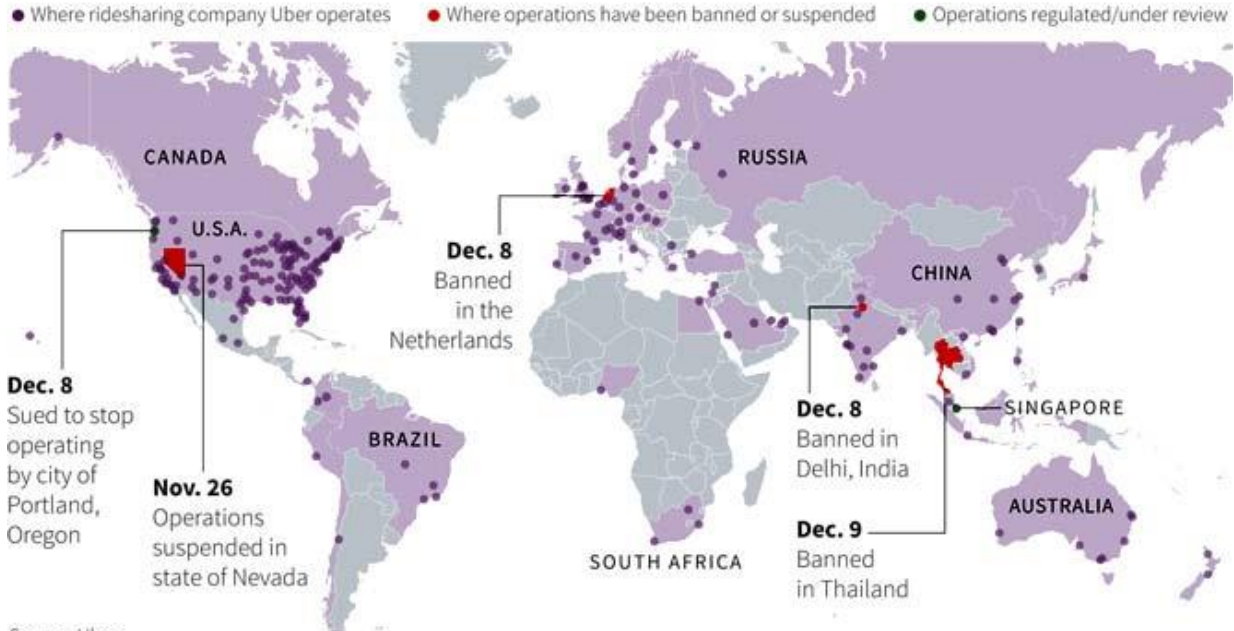 Where ridesharing company Uber operates
Where operations have been banned or suspended
Operations regulated/under review
CANADA
RUSSIA
U.S.A.
CHINA
Dec. 8
Banned
in the
Netherlands
Dec. 8
Sued to stop
operating
by city of
Portland,
Oregon
BRAZIL
Nov. 26
Operations
suspended in
state of Nevada
SOUTH AFRICA
Dec. 8
Banned in
Delhi, India
SINGAPORE
Dec. 9
Banned
in Thailand
AUSTRALIA